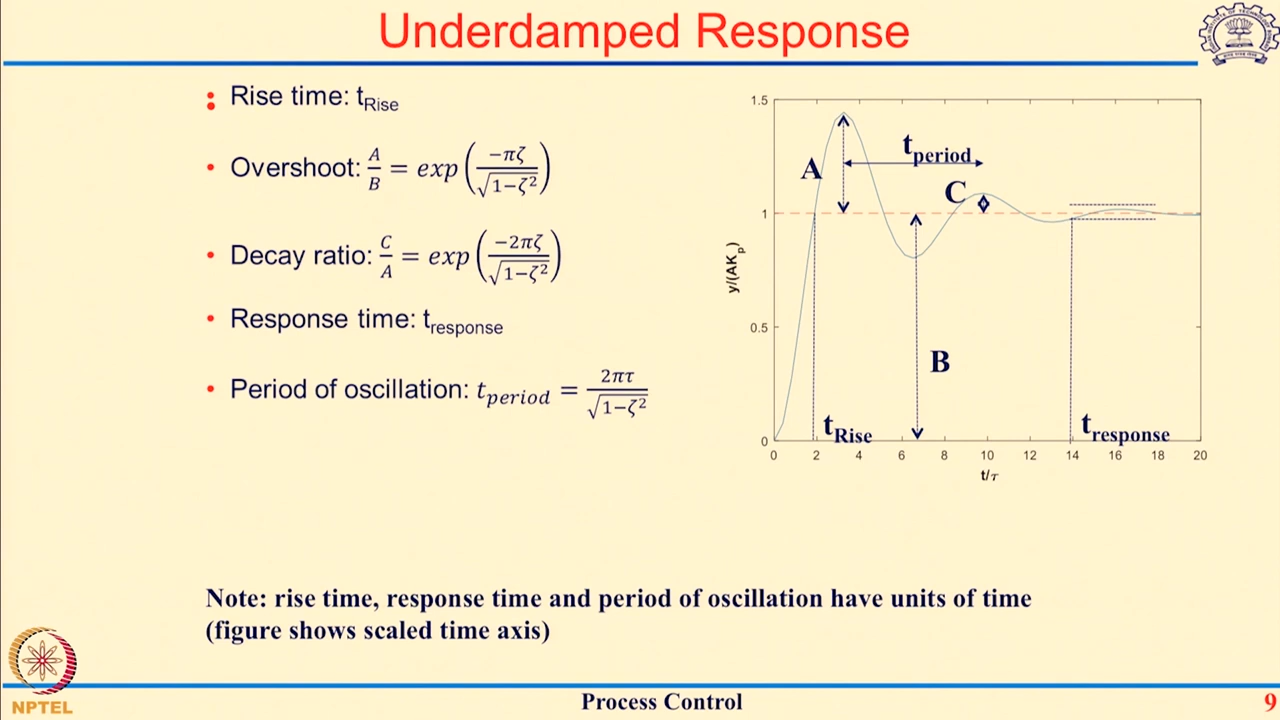 Underdamped Response
Rise time: t_Rise
• Overshoot: A/B = exp(−πζ/√1−ζ²)
• Decay ratio: C/A = exp(−2πζ/√1−ζ²)
• Response time: t_response
• Period of oscillation: t_period = 2πτ/√1−ζ²
1.5
1
0.5
0
y/(AK_p)
A
t_period
C
B
t_Rise
t_response
0 2 4 6 8 10 12 14 16 18 20
t/τ
Note: rise time, response time and period of oscillation have units of time
(figure shows scaled time axis)
NPTEL
Process Control
9